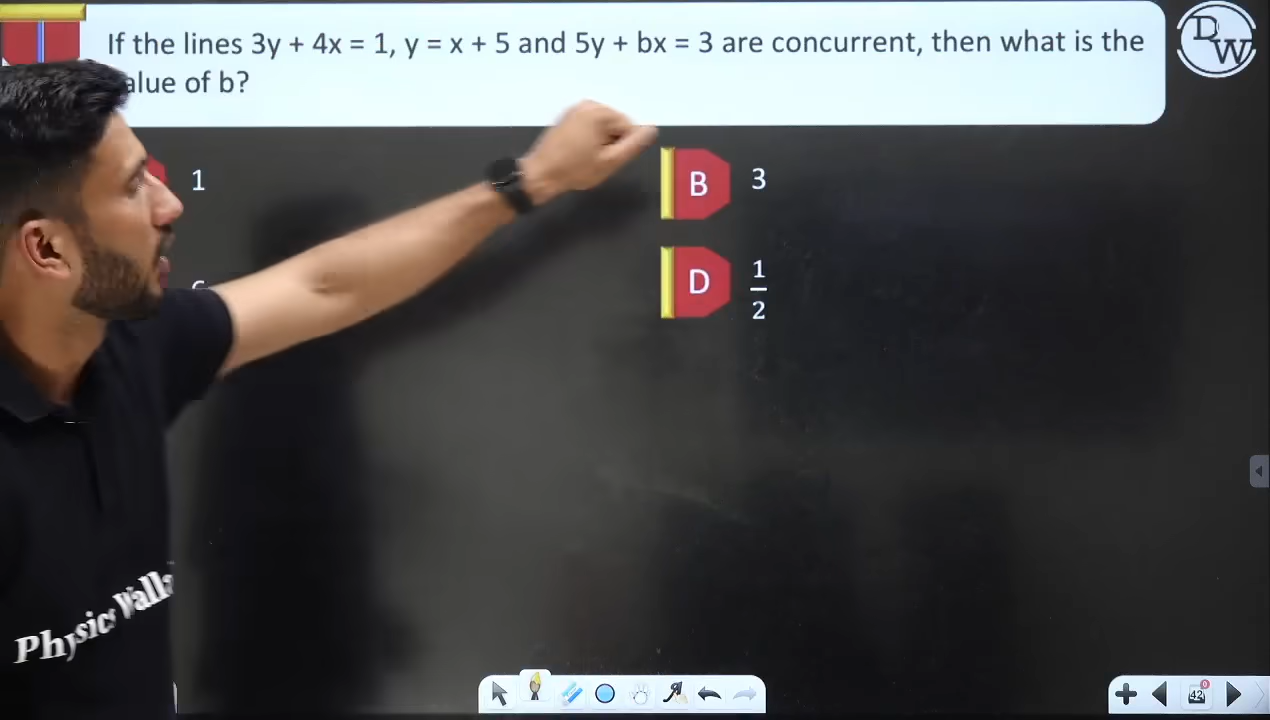 If the lines 3y + 4x = 1, y = x + 5 and 5y + bx = 3 are concurrent, then what is the
alue of b?
1
B 3
D 1/2
Physics Walla
PW
42